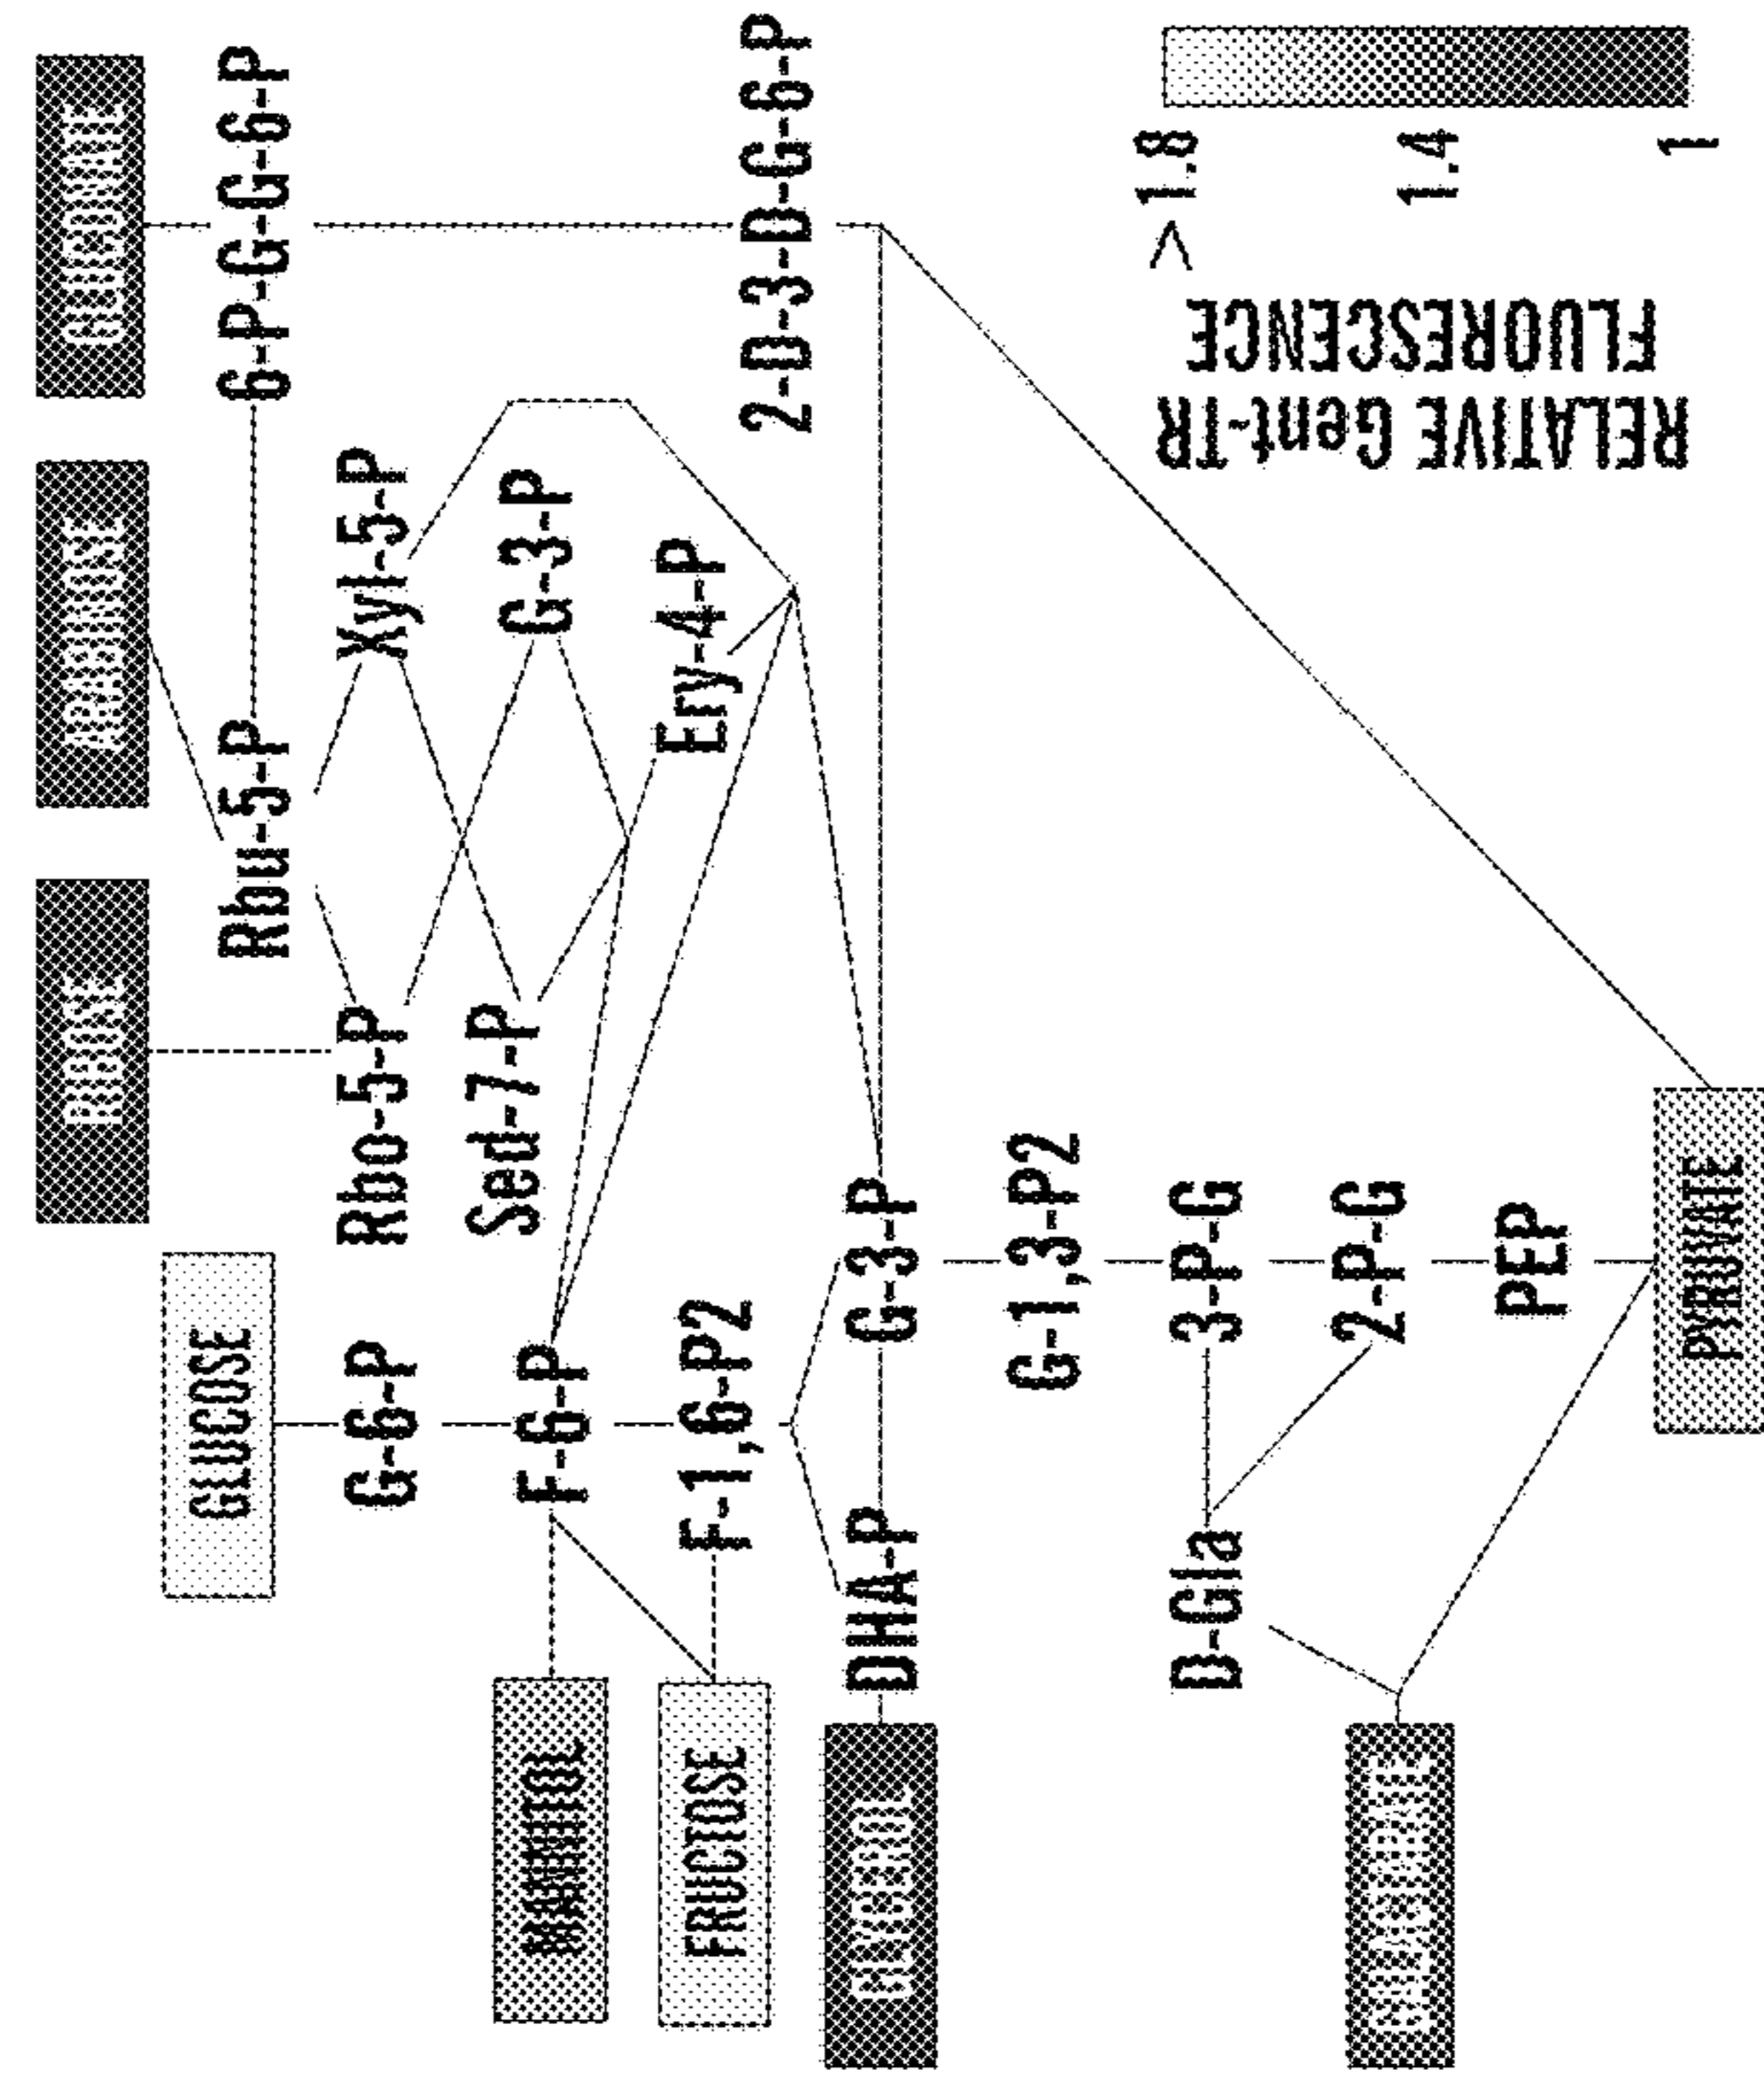 GLUCONATE
ARABINOSE
RIBOSE
GLUCOSE
6-P-G-G-6-P
Rbu-5-P
Xyl-5-P
Rbo-5-P
G-6-P
G-3-P
Sed-7-P
F-6-P
MANNITOL
Ery-4-P
F-1,6-P2
FRUCTOSE
2-D-3-D-G-6-P
G-3-P
DHA-P
GLYCEROL
G-1,3-P2
3-P-G
D-Gla
2-P-G
GALACTARATE
PEP
PYRUVATE
RELATIVE Gent-TR
FLUORESCENCE
>1.8
1.4
1